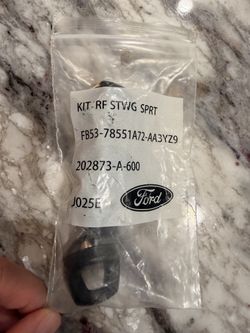 KIT-RF STWG SPRT
FB53-78551A72-AA3YZ9
202873-A-600
J025E
Ford